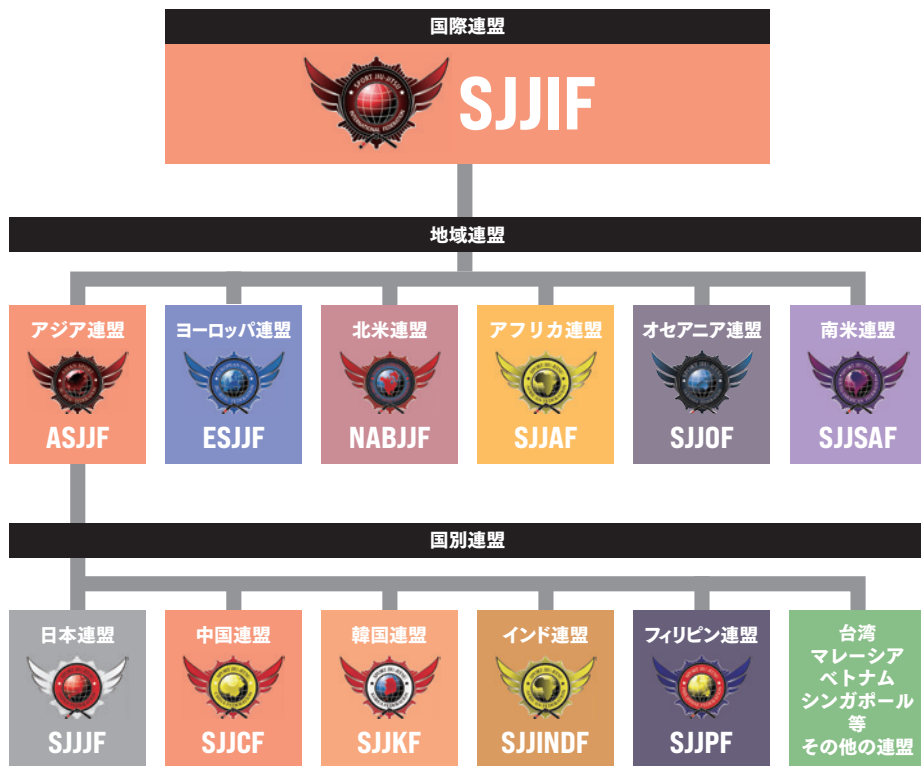 国際連盟
SPORT JIU-JITSU
INTERNATIONAL FEDERATION
SJJIF
地域連盟
アジア連盟
ASJJF
ヨーロッパ連盟
ESJJF
北米連盟
NABJJF
アフリカ連盟
SJJAF
オセアニア連盟
SJJOF
南米連盟
SJJSAF
国別連盟
日本連盟
SJJJF
中国連盟
SJJCF
韓国連盟
SJJKF
インド連盟
SJJINDF
フィリピン連盟
SJJPF
台湾
マレーシア
ベトナム
シンガポール
等
その他の連盟